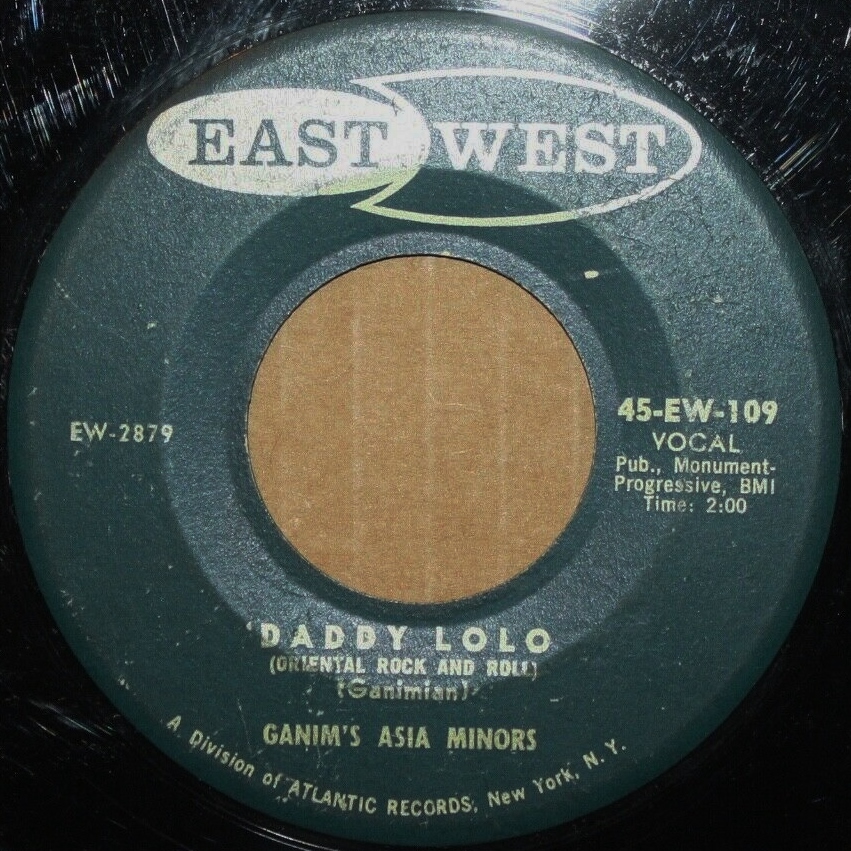 EAST WEST
EW-2879
45-EW-109
VOCAL
Pub., Monument-
Progressive, BMI
Time: 2:00
DADDY LOLO
(ORIENTAL ROCK AND ROLL)
(Ganimian)
GANIM'S ASIA MINORS
A Division of ATLANTIC RECORDS, New York, N. Y.